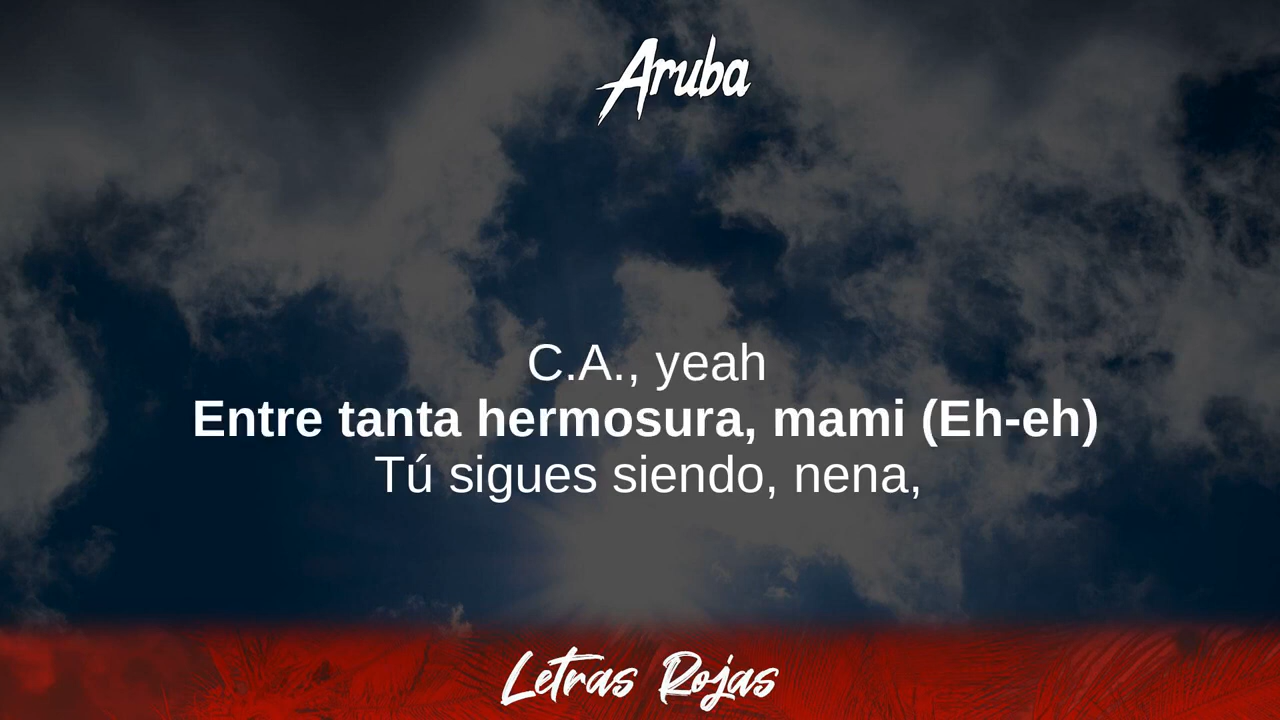 Aruba
C.A., yeah
Entre tanta hermosura, mami (Eh-eh)
Tú sigues siendo, nena,
Letras Rojas